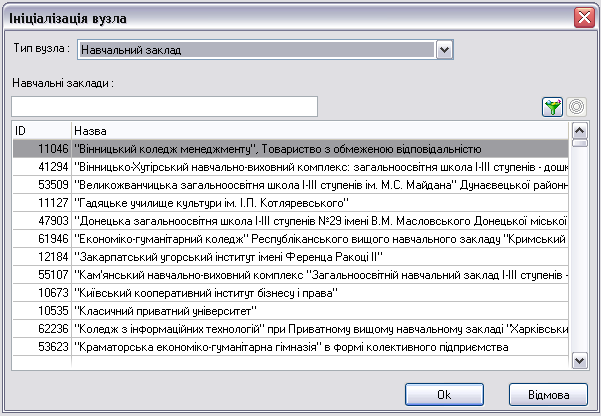 Ініціалізація вузла
Тип вузла : Навчальний заклад
Навчальні заклади :
ID Назва
11046 "Вінницький коледж менеджменту", Товариство з обмеженою відповідальністю
41294 "Вінницько-Хутірський навчально-виховний комплекс: загальноосвітня школа І-ІІІ ступенів - дошк
53509 "Великожванчицька загальноосвітня школа І-ІІІ ступенів ім. М.С. Майдана" Дунаєвецької районн
11127 "Гадяцьке училище культури ім. І.П. Котляревського"
47903 "Донецька загальноосвітня школа І-ІІІ ступенів №29 імені В.М. Масловського Донецької міської
61946 "Економіко-гуманітарний коледж" Республіканського вищого навчального закладу "Кримський
12184 "Закарпатський угорський інститут імені Ференца Ракоці ІІ"
55107 "Кам'янський навчально-виховний комплекс "Загальноосвітній навчальний заклад І-ІІІ ступенів -
10673 "Київський кооперативний інститут бізнесу і права"
10535 "Класичний приватний університет"
62236 "Коледж з інформаційних технологій" при Приватному вищому навчальному закладі "Харківськи
53623 "Краматорська економіко-гуманітарна гімназія" в формі колективного підприємства
Ok Відмова